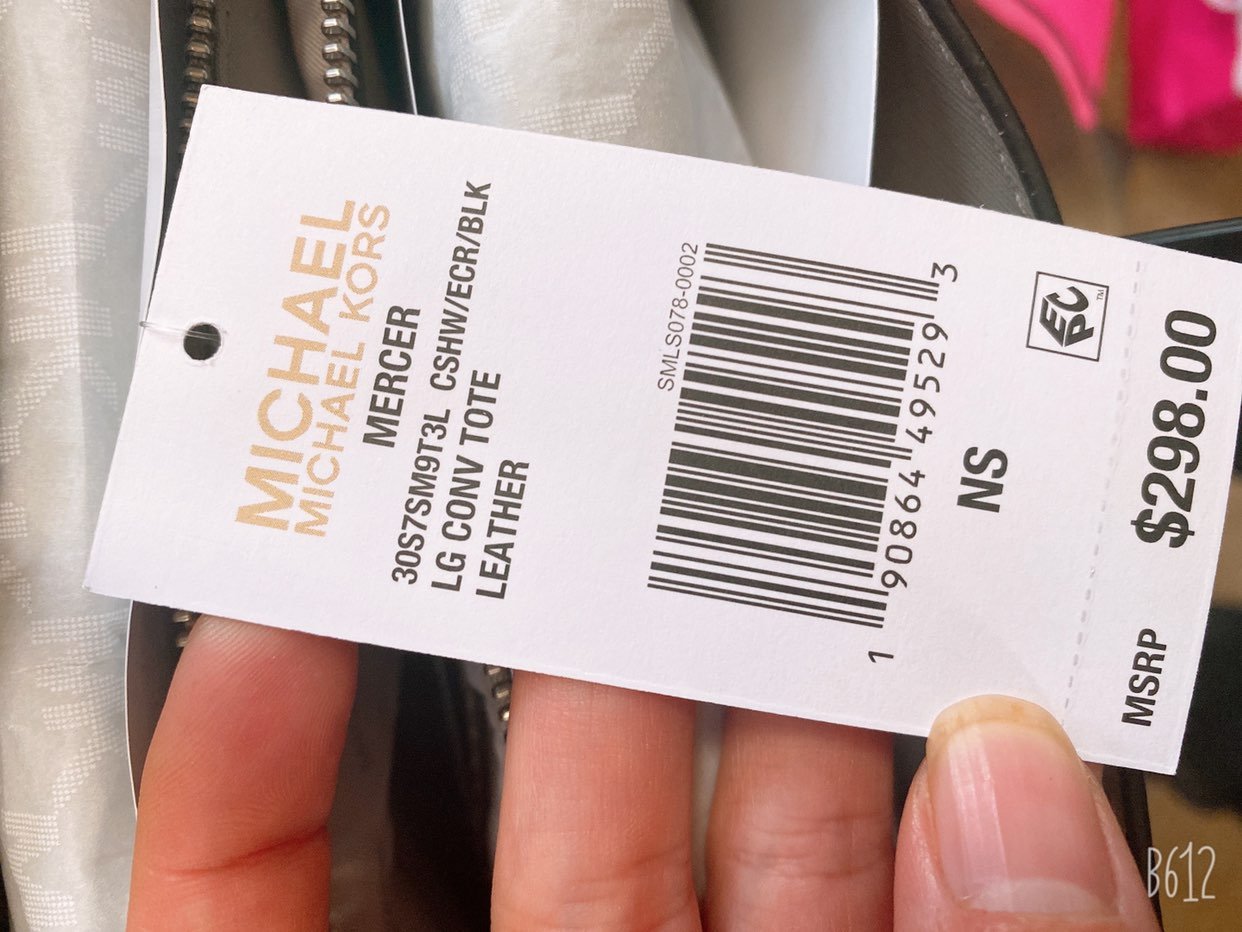 MICHAEL
MICHAEL KORS
MERCER
30S7SM9T3L CSHW/ECR/BLK
LG CONV TOTE
LEATHER
SMLS078-0002
1 90864 49529 3
NS
EPC™
MSRP $298.00
B612